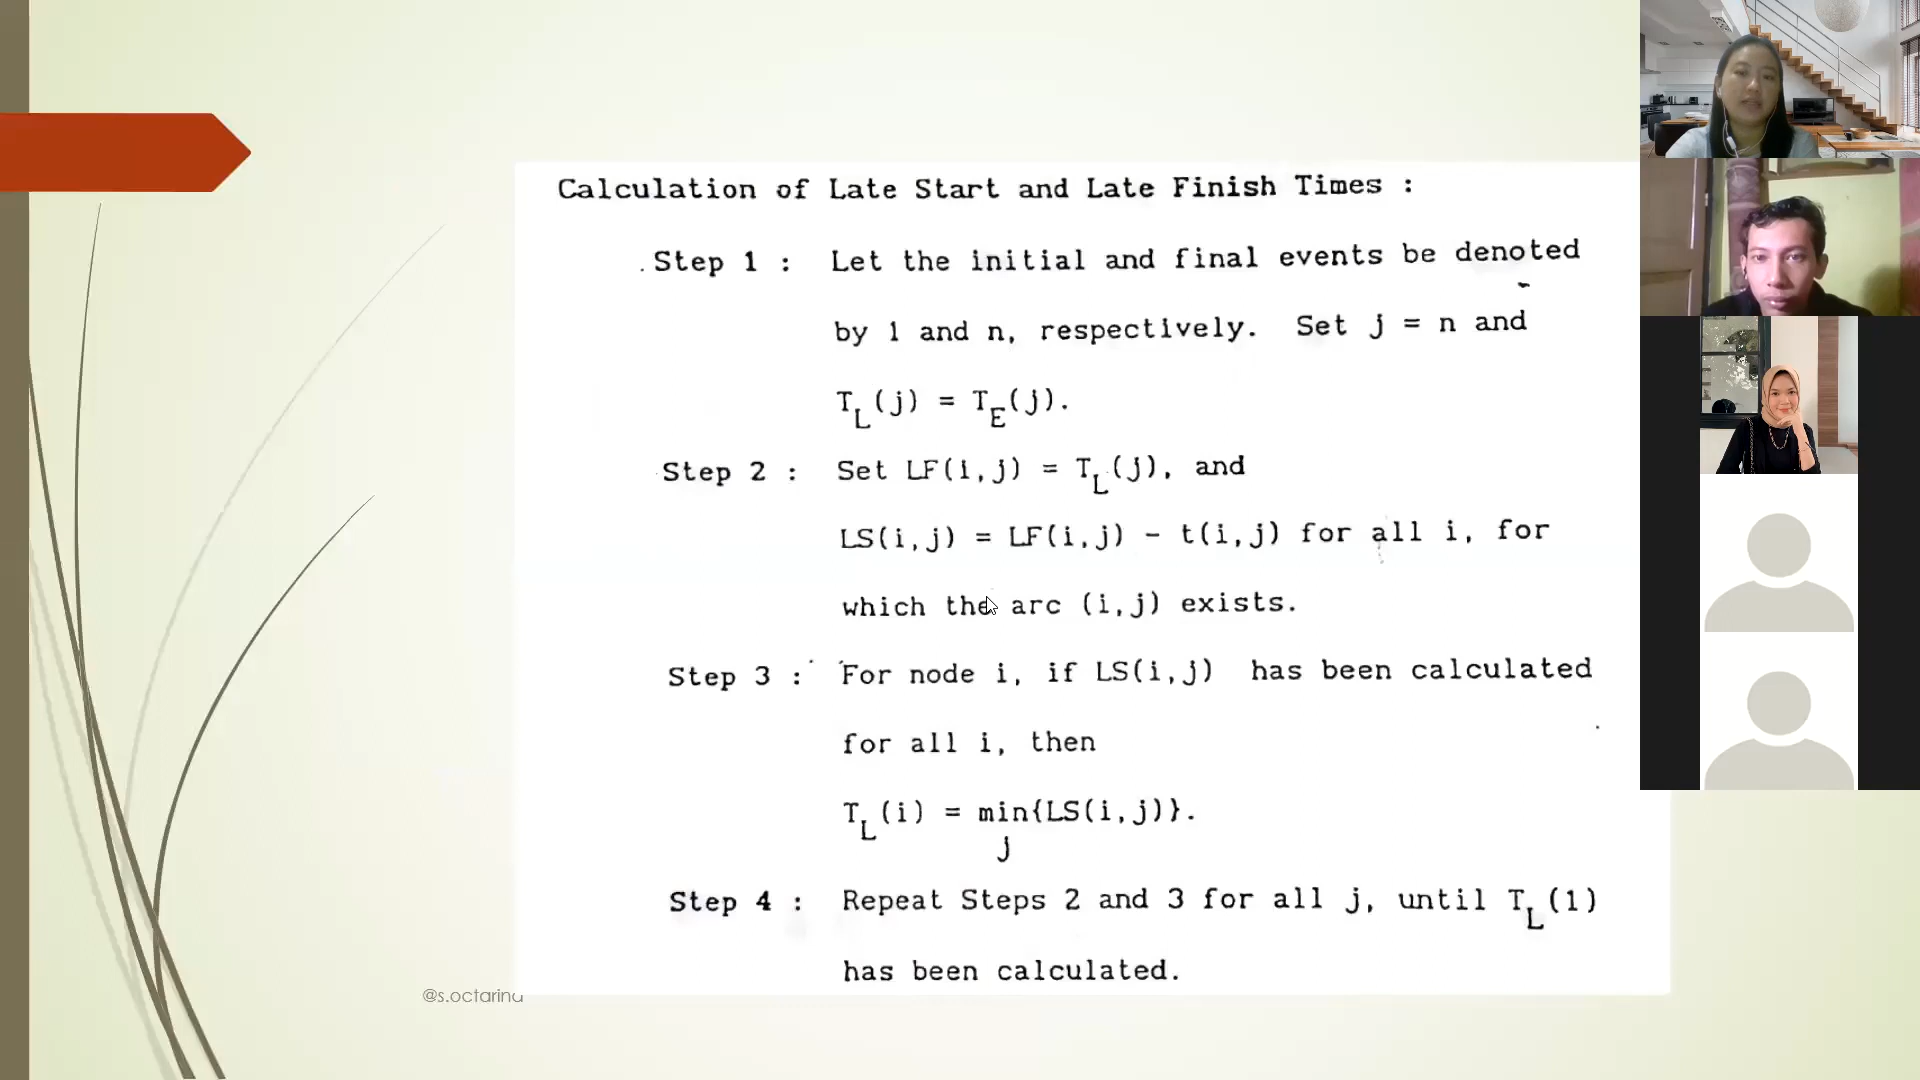 Calculation of Late Start and Late Finish Times :
Step 1 : Let the initial and final events be denoted
by 1 and n, respectively. Set j = n and
T_L(j) = T_E(j).
Step 2 : Set LF(i,j) = T_L(j), and
LS(i,j) = LF(i,j) - t(i,j) for all i, for
which the arc (i,j) exists.
Step 3 : For node i, if LS(i,j) has been calculated
for all i, then
T_L(i) = min{LS(i,j)}.
j
Step 4 : Repeat Steps 2 and 3 for all j, until T_L(1)
has been calculated.
@s.octarina